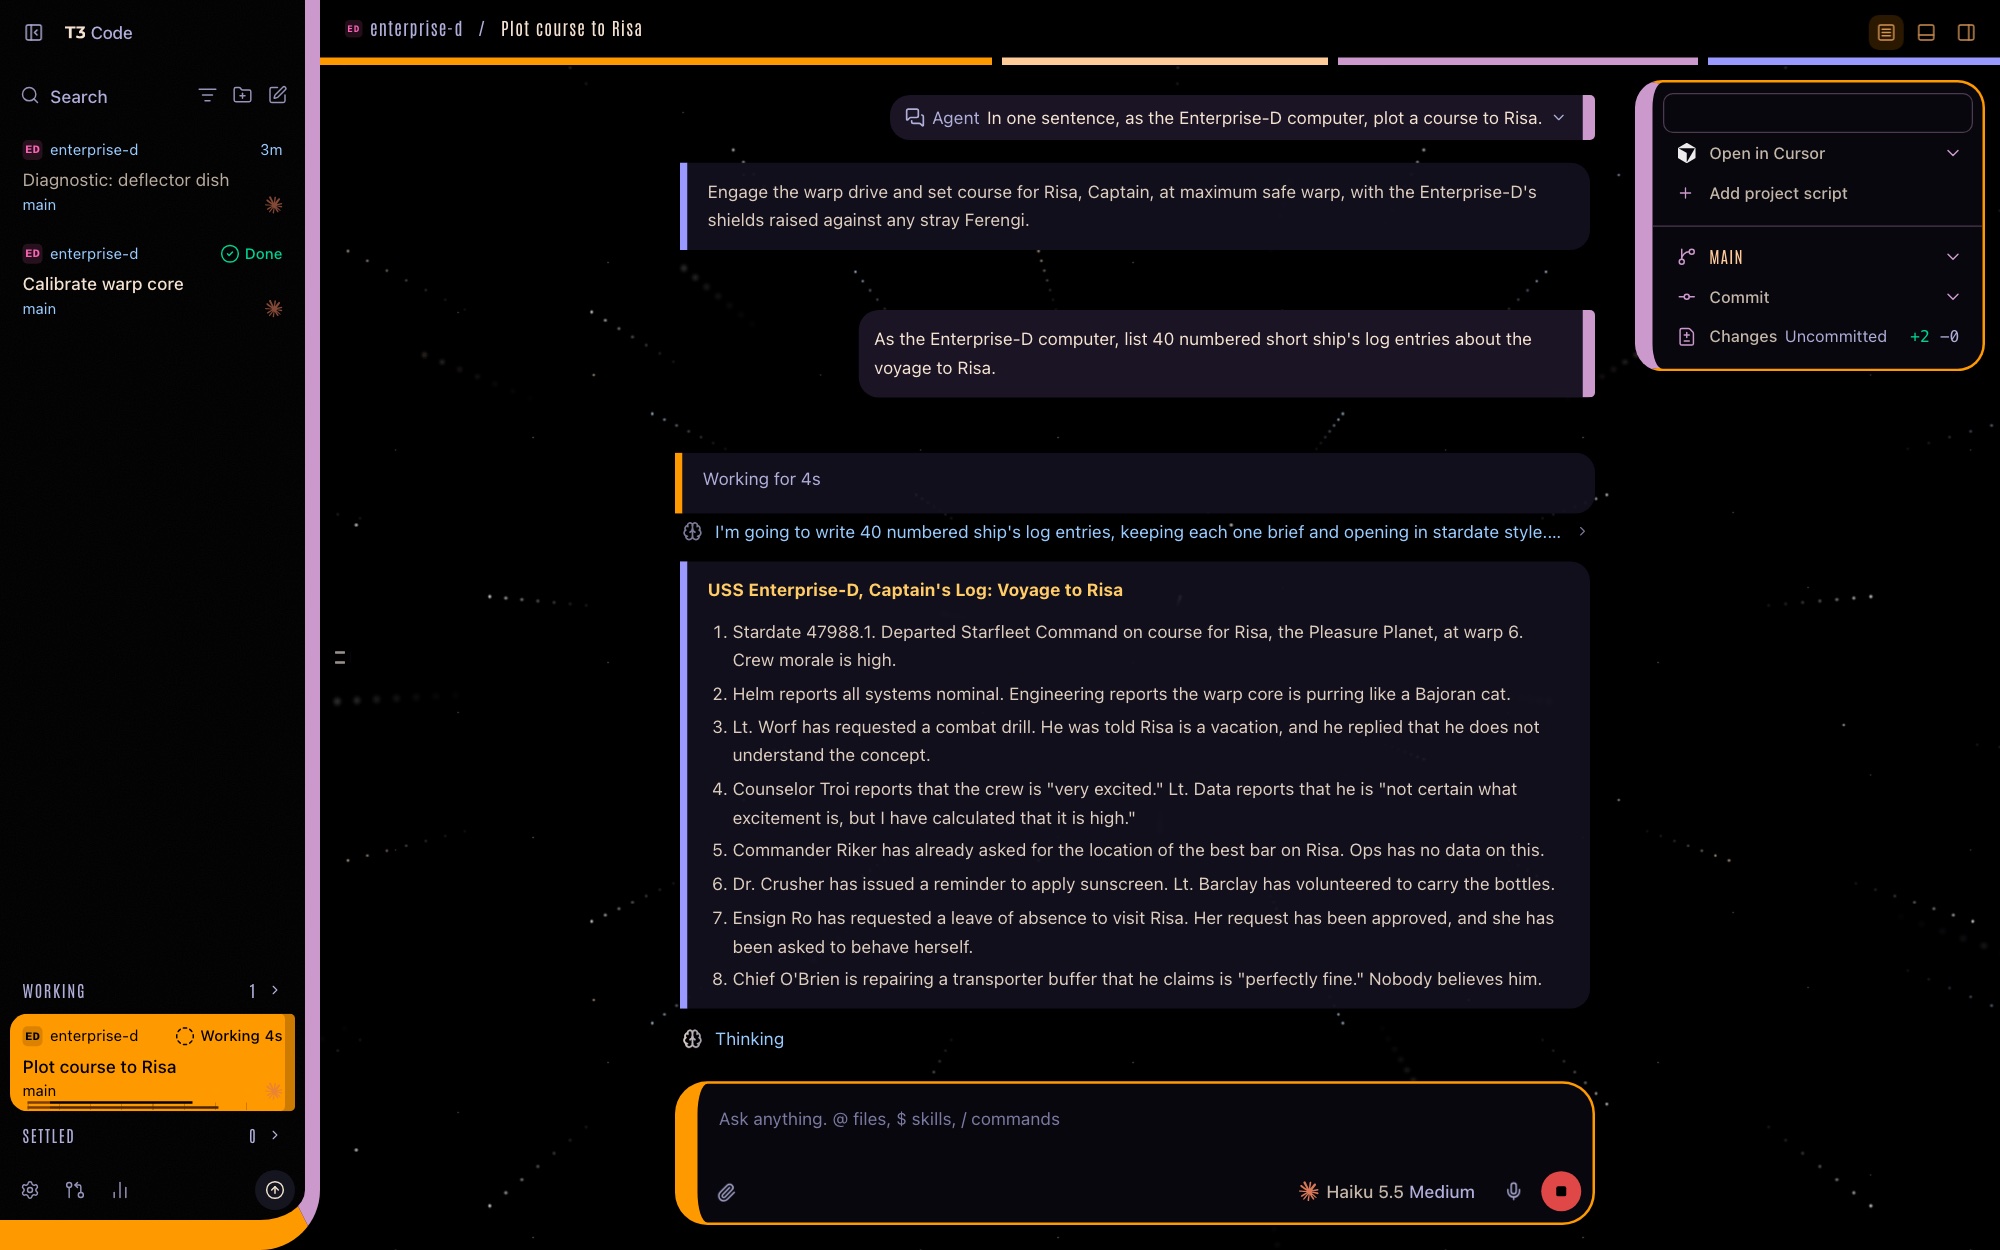 T3 Code
Search
ED enterprise-d 3m
Diagnostic: deflector dish
main
ED enterprise-d Done
Calibrate warp core
main
WORKING 1
ED enterprise-d Working 4s
Plot course to Risa
main
SETTLED 0
ED enterprise-d / Plot course to Risa
Agent In one sentence, as the Enterprise-D computer, plot a course to Risa.
Engage the warp drive and set course for Risa, Captain, at maximum safe warp, with the Enterprise-D's
shields raised against any stray Ferengi.
As the Enterprise-D computer, list 40 numbered short ship's log entries about the
voyage to Risa.
Working for 4s
I'm going to write 40 numbered ship's log entries, keeping each one brief and opening in stardate style....
USS Enterprise-D, Captain's Log: Voyage to Risa
1. Stardate 47988.1. Departed Starfleet Command on course for Risa, the Pleasure Planet, at warp 6.
Crew morale is high.
2. Helm reports all systems nominal. Engineering reports the warp core is purring like a Bajoran cat.
3. Lt. Worf has requested a combat drill. He was told Risa is a vacation, and he replied that he does not
understand the concept.
4. Counselor Troi reports that the crew is "very excited." Lt. Data reports that he is "not certain what
excitement is, but I have calculated that it is high."
5. Commander Riker has already asked for the location of the best bar on Risa. Ops has no data on this.
6. Dr. Crusher has issued a reminder to apply sunscreen. Lt. Barclay has volunteered to carry the bottles.
7. Ensign Ro has requested a leave of absence to visit Risa. Her request has been approved, and she has
been asked to behave herself.
8. Chief O'Brien is repairing a transporter buffer that he claims is "perfectly fine." Nobody believes him.
Thinking
Ask anything. @ files, $ skills, / commands
Haiku 5.5 Medium
Open in Cursor
Add project script
MAIN
Commit
Changes Uncommitted +2 −0